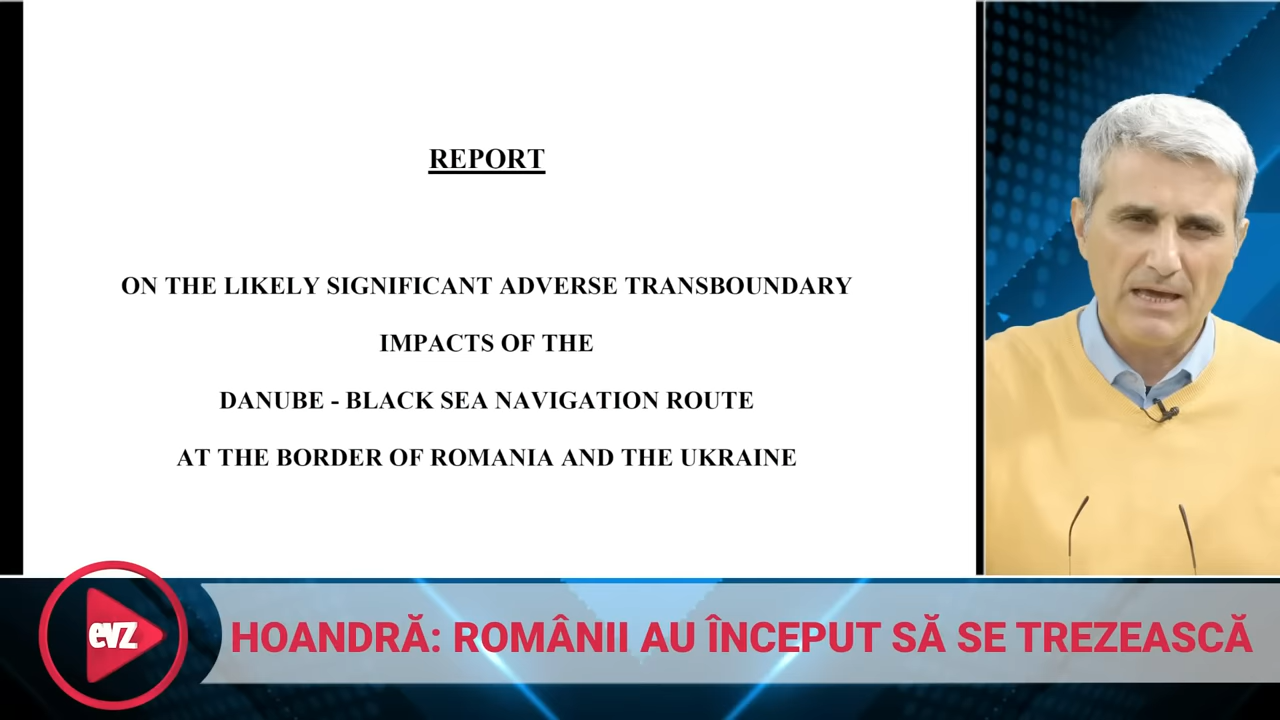 REPORT
ON THE LIKELY SIGNIFICANT ADVERSE TRANSBOUNDARY
IMPACTS OF THE
DANUBE - BLACK SEA NAVIGATION ROUTE
AT THE BORDER OF ROMANIA AND THE UKRAINE
evz
HOANDRĂ: ROMÂNII AU ÎNCEPUT SĂ SE TREZEASCĂ